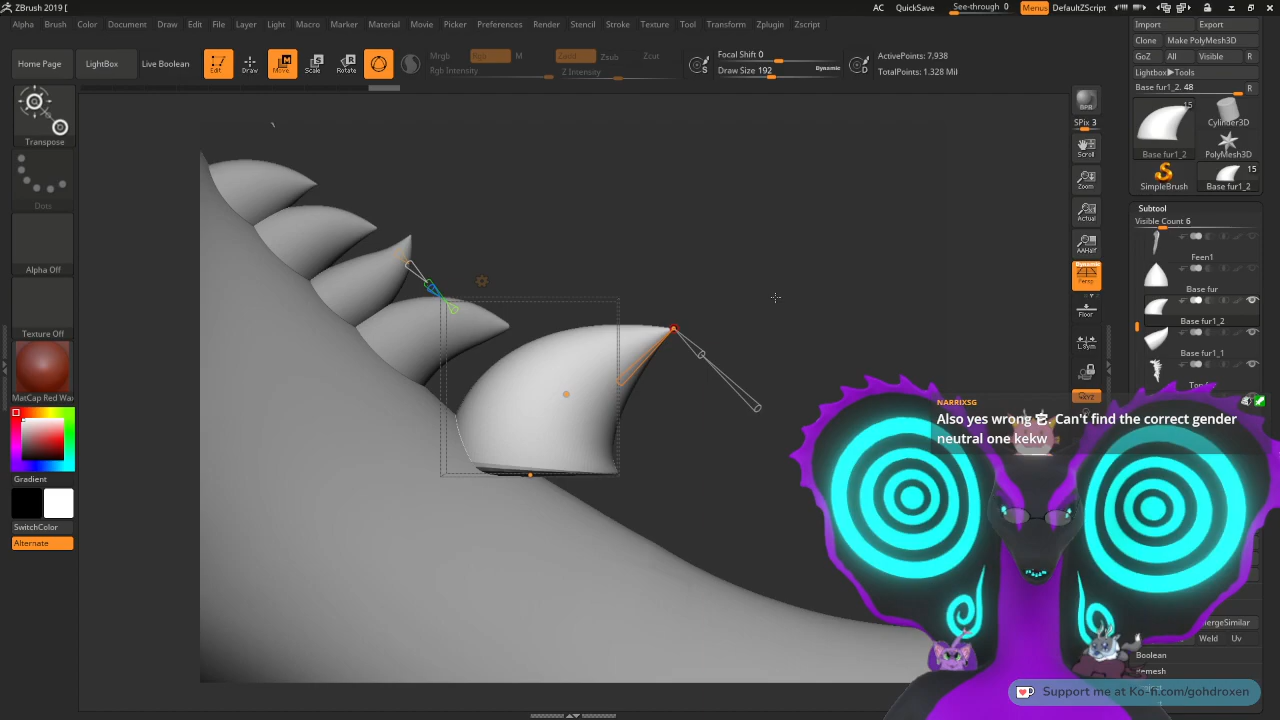 ZBrush 2019 [
AC QuickSave See-through 0 Menus DefaultZScript
Alpha Brush Color Document Draw Edit File Layer Light Macro Marker Material Movie Picker Preferences Render Stencil Stroke Texture Tool Transform Zplugin Zscript
Home Page LightBox Live Boolean Edit Draw Move Scale Rotate
Mrgb Rgb M Zadd Zsub Zcut
Rgb Intensity Z Intensity
Focal Shift 0
Draw Size 192 Dynamic
ActivePoints: 7.938
TotalPoints: 1.328 Mil
Import Export
Clone Make PolyMesh3D
GoZ All Visible R
Lightbox▶Tools
Base fur1_2. 48 R
15
Cylinder3D
Base fur1_2 PolyMesh3D
15
SimpleBrush Base fur1_2
Subtool
Visible Count 6
Feen1
Base fur
Base fur1_2
Base fur1_1
Transpose
Dots
Alpha Off
Texture Off
MatCap Red Wax
Gradient
SwitchColor
Alternate
BPR
SPix 3
Scroll
Zoom
Actual
AAHalf
Dynamic
Persp
Floor
L.Sym
XYZ
NARRIXSG
Also yes wrong 它. Can't find the correct gender
neutral one kekw
MergeSimilar
Weld Uv
Boolean
Remesh
Support me at Ko-fi.com/gohdroxen